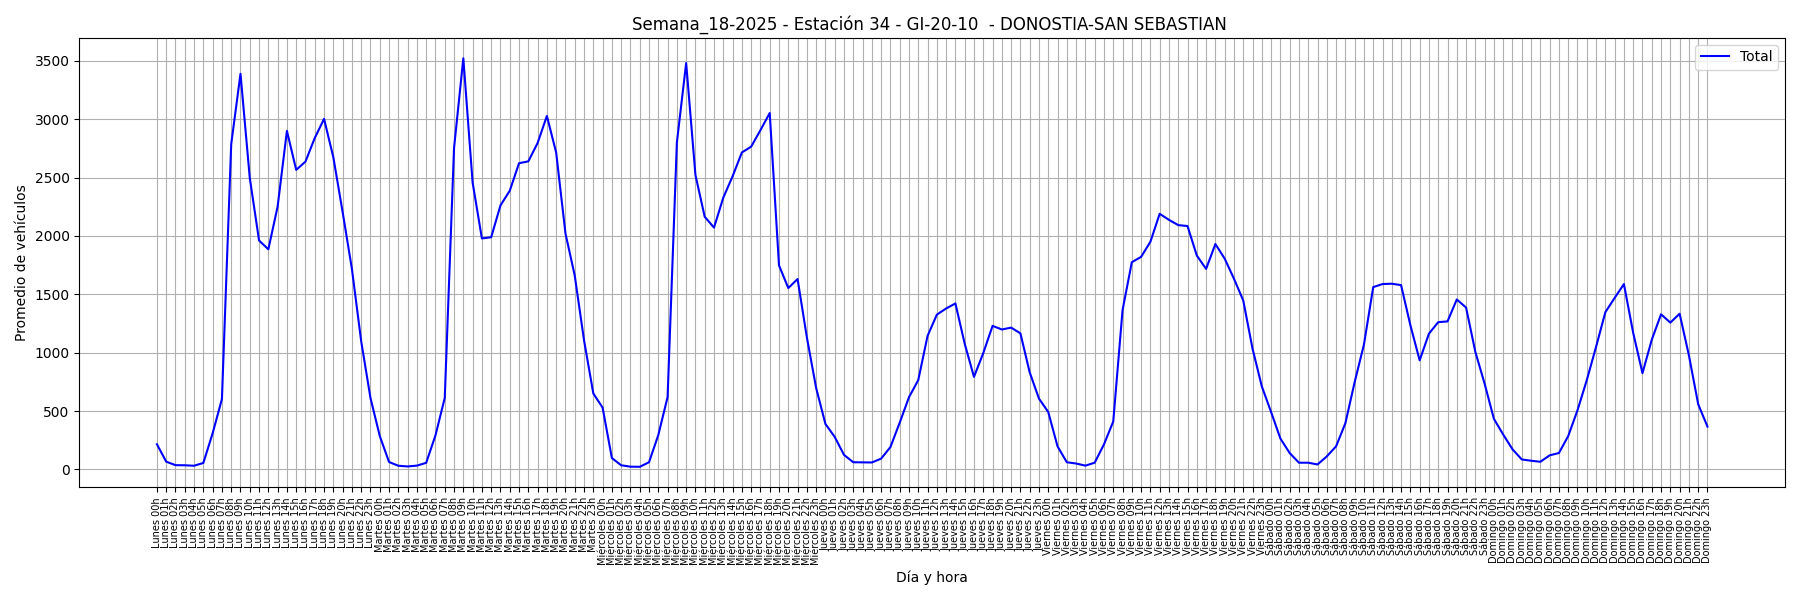 Semana_18-2025 - Estación 34 - GI-20-10 - DONOSTIA-SAN SEBASTIAN
Total
Promedio de vehículos
3500
3000
2500
2000
1500
1000
500
0
Lunes 00h
Lunes 01h
Lunes 02h
Lunes 03h
Lunes 04h
Lunes 05h
Lunes 06h
Lunes 07h
Lunes 08h
Lunes 09h
Lunes 10h
Lunes 11h
Lunes 12h
Lunes 13h
Lunes 14h
Lunes 15h
Lunes 16h
Lunes 17h
Lunes 18h
Lunes 19h
Lunes 20h
Lunes 21h
Lunes 22h
Lunes 23h
Martes 00h
Martes 01h
Martes 02h
Martes 03h
Martes 04h
Martes 05h
Martes 06h
Martes 07h
Martes 08h
Martes 09h
Martes 10h
Martes 11h
Martes 12h
Martes 13h
Martes 14h
Martes 15h
Martes 16h
Martes 17h
Martes 18h
Martes 19h
Martes 20h
Martes 21h
Martes 22h
Martes 23h
Miércoles 00h
Miércoles 01h
Miércoles 02h
Miércoles 03h
Miércoles 04h
Miércoles 05h
Miércoles 06h
Miércoles 07h
Miércoles 08h
Miércoles 09h
Miércoles 10h
Miércoles 11h
Miércoles 12h
Miércoles 13h
Miércoles 14h
Miércoles 15h
Miércoles 16h
Miércoles 17h
Miércoles 18h
Miércoles 19h
Miércoles 20h
Miércoles 21h
Miércoles 22h
Miércoles 23h
Jueves 00h
Jueves 01h
Jueves 02h
Jueves 03h
Jueves 04h
Jueves 05h
Jueves 06h
Jueves 07h
Jueves 08h
Jueves 09h
Jueves 10h
Jueves 11h
Jueves 12h
Jueves 13h
Jueves 14h
Jueves 15h
Jueves 16h
Jueves 17h
Jueves 18h
Jueves 19h
Jueves 20h
Jueves 21h
Jueves 22h
Jueves 23h
Viernes 00h
Viernes 01h
Viernes 02h
Viernes 03h
Viernes 04h
Viernes 05h
Viernes 06h
Viernes 07h
Viernes 08h
Viernes 09h
Viernes 10h
Viernes 11h
Viernes 12h
Viernes 13h
Viernes 14h
Viernes 15h
Viernes 16h
Viernes 17h
Viernes 18h
Viernes 19h
Viernes 20h
Viernes 21h
Viernes 22h
Viernes 23h
Sábado 00h
Sábado 01h
Sábado 02h
Sábado 03h
Sábado 04h
Sábado 05h
Sábado 06h
Sábado 07h
Sábado 08h
Sábado 09h
Sábado 10h
Sábado 11h
Sábado 12h
Sábado 13h
Sábado 14h
Sábado 15h
Sábado 16h
Sábado 17h
Sábado 18h
Sábado 19h
Sábado 20h
Sábado 21h
Sábado 22h
Sábado 23h
Domingo 00h
Domingo 01h
Domingo 02h
Domingo 03h
Domingo 04h
Domingo 05h
Domingo 06h
Domingo 07h
Domingo 08h
Domingo 09h
Domingo 10h
Domingo 11h
Domingo 12h
Domingo 13h
Domingo 14h
Domingo 15h
Domingo 16h
Domingo 17h
Domingo 18h
Domingo 19h
Domingo 20h
Domingo 21h
Domingo 22h
Domingo 23h
Día y hora